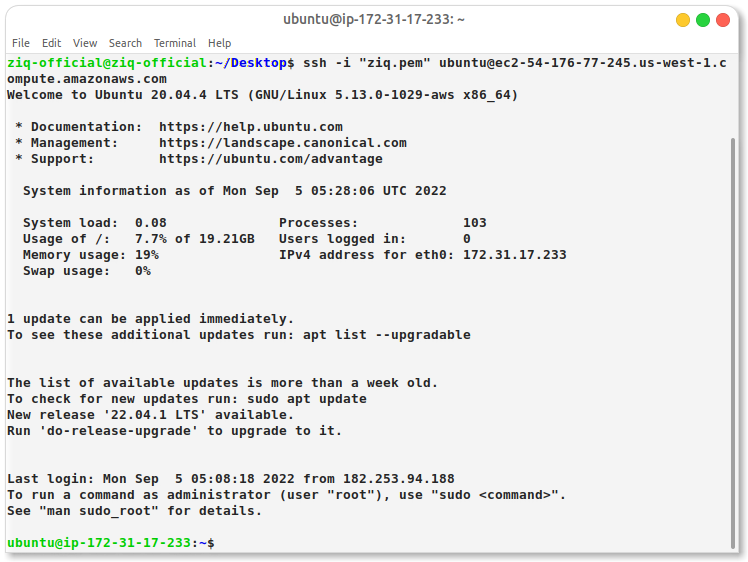 ubuntu@ip-172-31-17-233: ~
File Edit View Search Terminal Help
ziq-official@ziq-official:~/Desktop$ ssh -i "ziq.pem" ubuntu@ec2-54-176-77-245.us-west-1.c
ompute.amazonaws.com
Welcome to Ubuntu 20.04.4 LTS (GNU/Linux 5.13.0-1029-aws x86_64)

 * Documentation:  https://help.ubuntu.com
 * Management:     https://landscape.canonical.com
 * Support:        https://ubuntu.com/advantage

  System information as of Mon Sep  5 05:28:06 UTC 2022

  System load:  0.08              Processes:             103
  Usage of /:   7.7% of 19.21GB   Users logged in:       0
  Memory usage: 19%               IPv4 address for eth0: 172.31.17.233
  Swap usage:   0%


1 update can be applied immediately.
To see these additional updates run: apt list --upgradable


The list of available updates is more than a week old.
To check for new updates run: sudo apt update
New release '22.04.1 LTS' available.
Run 'do-release-upgrade' to upgrade to it.


Last login: Mon Sep  5 05:08:18 2022 from 182.253.94.188
To run a command as administrator (user "root"), use "sudo <command>".
See "man sudo_root" for details.

ubuntu@ip-172-31-17-233:~$